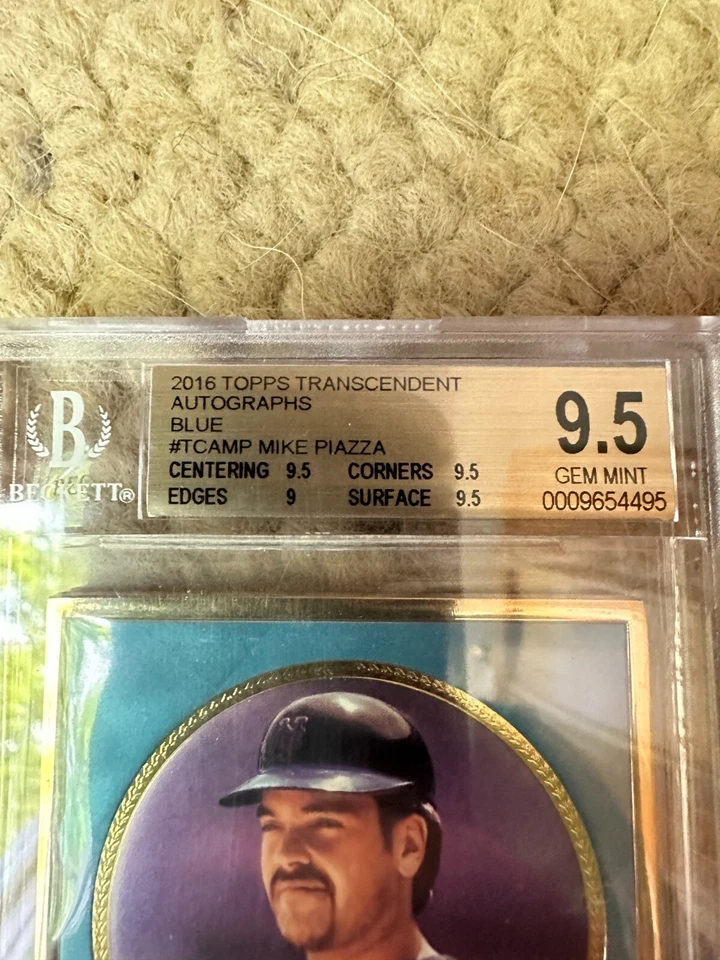 2016 TOPPS TRANSCENDENT
AUTOGRAPHS
BLUE
#TCAMP MIKE PIAZZA
CENTERING 9.5 CORNERS 9.5
EDGES 9 SURFACE 9.5
9.5
GEM MINT
0009654495
B
BECKETT®